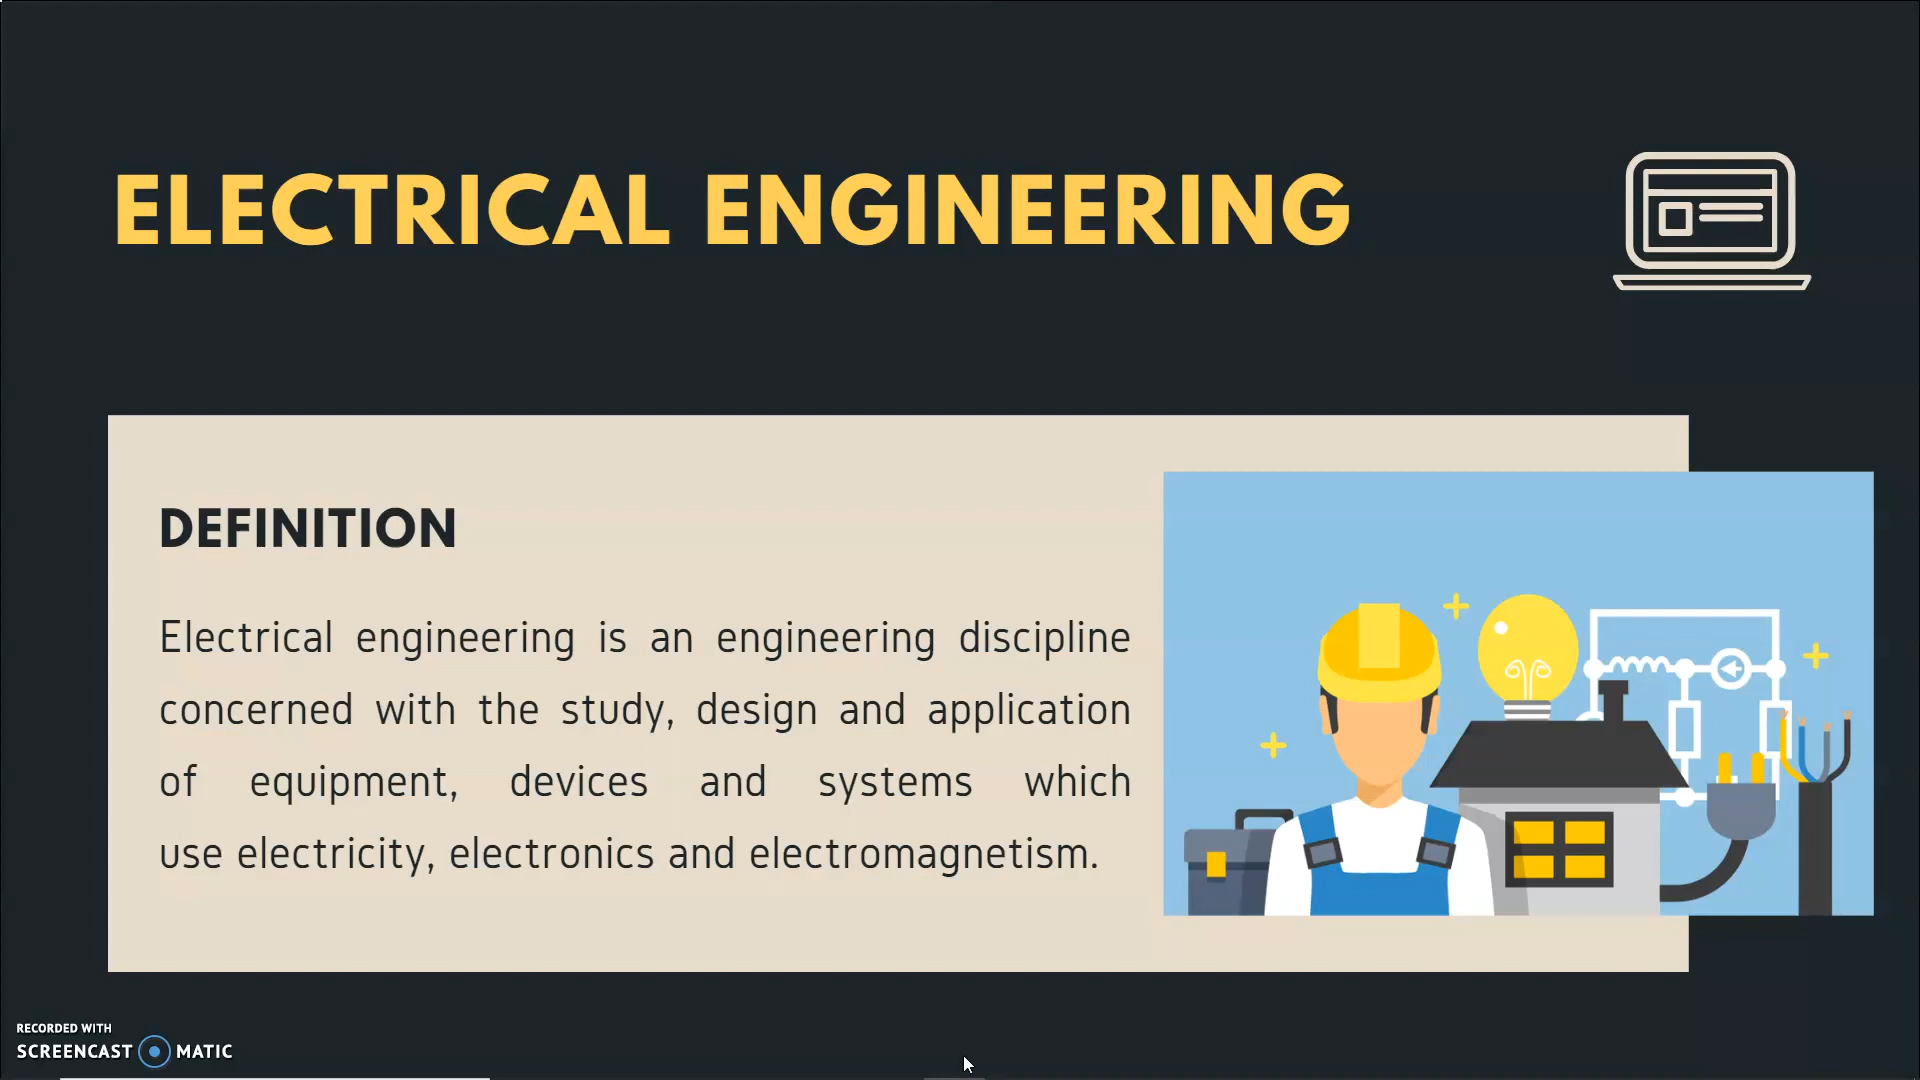 ELECTRICAL ENGINEERING
DEFINITION
Electrical engineering is an engineering discipline
concerned with the study, design and application
of equipment, devices and systems which
use electricity, electronics and electromagnetism.
RECORDED WITH
SCREENCAST MATIC